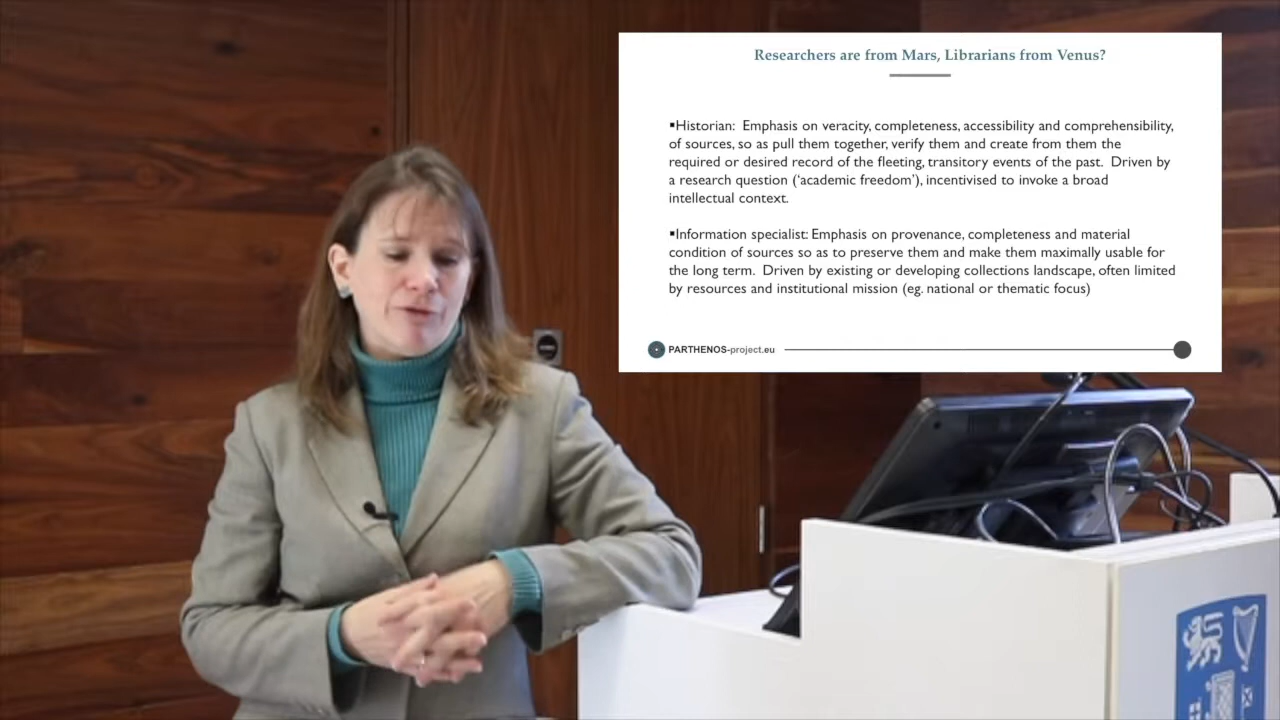 Researchers are from Mars, Librarians from Venus?
▪Historian: Emphasis on veracity, completeness, accessibility and comprehensibility,
of sources, so as pull them together, verify them and create from them the
required or desired record of the fleeting, transitory events of the past. Driven by
a research question (‘academic freedom’), incentivised to invoke a broad
intellectual context.
▪Information specialist: Emphasis on provenance, completeness and material
condition of sources so as to preserve them and make them maximally usable for
the long term. Driven by existing or developing collections landscape, often limited
by resources and institutional mission (eg. national or thematic focus)
PARTHENOS-project.eu